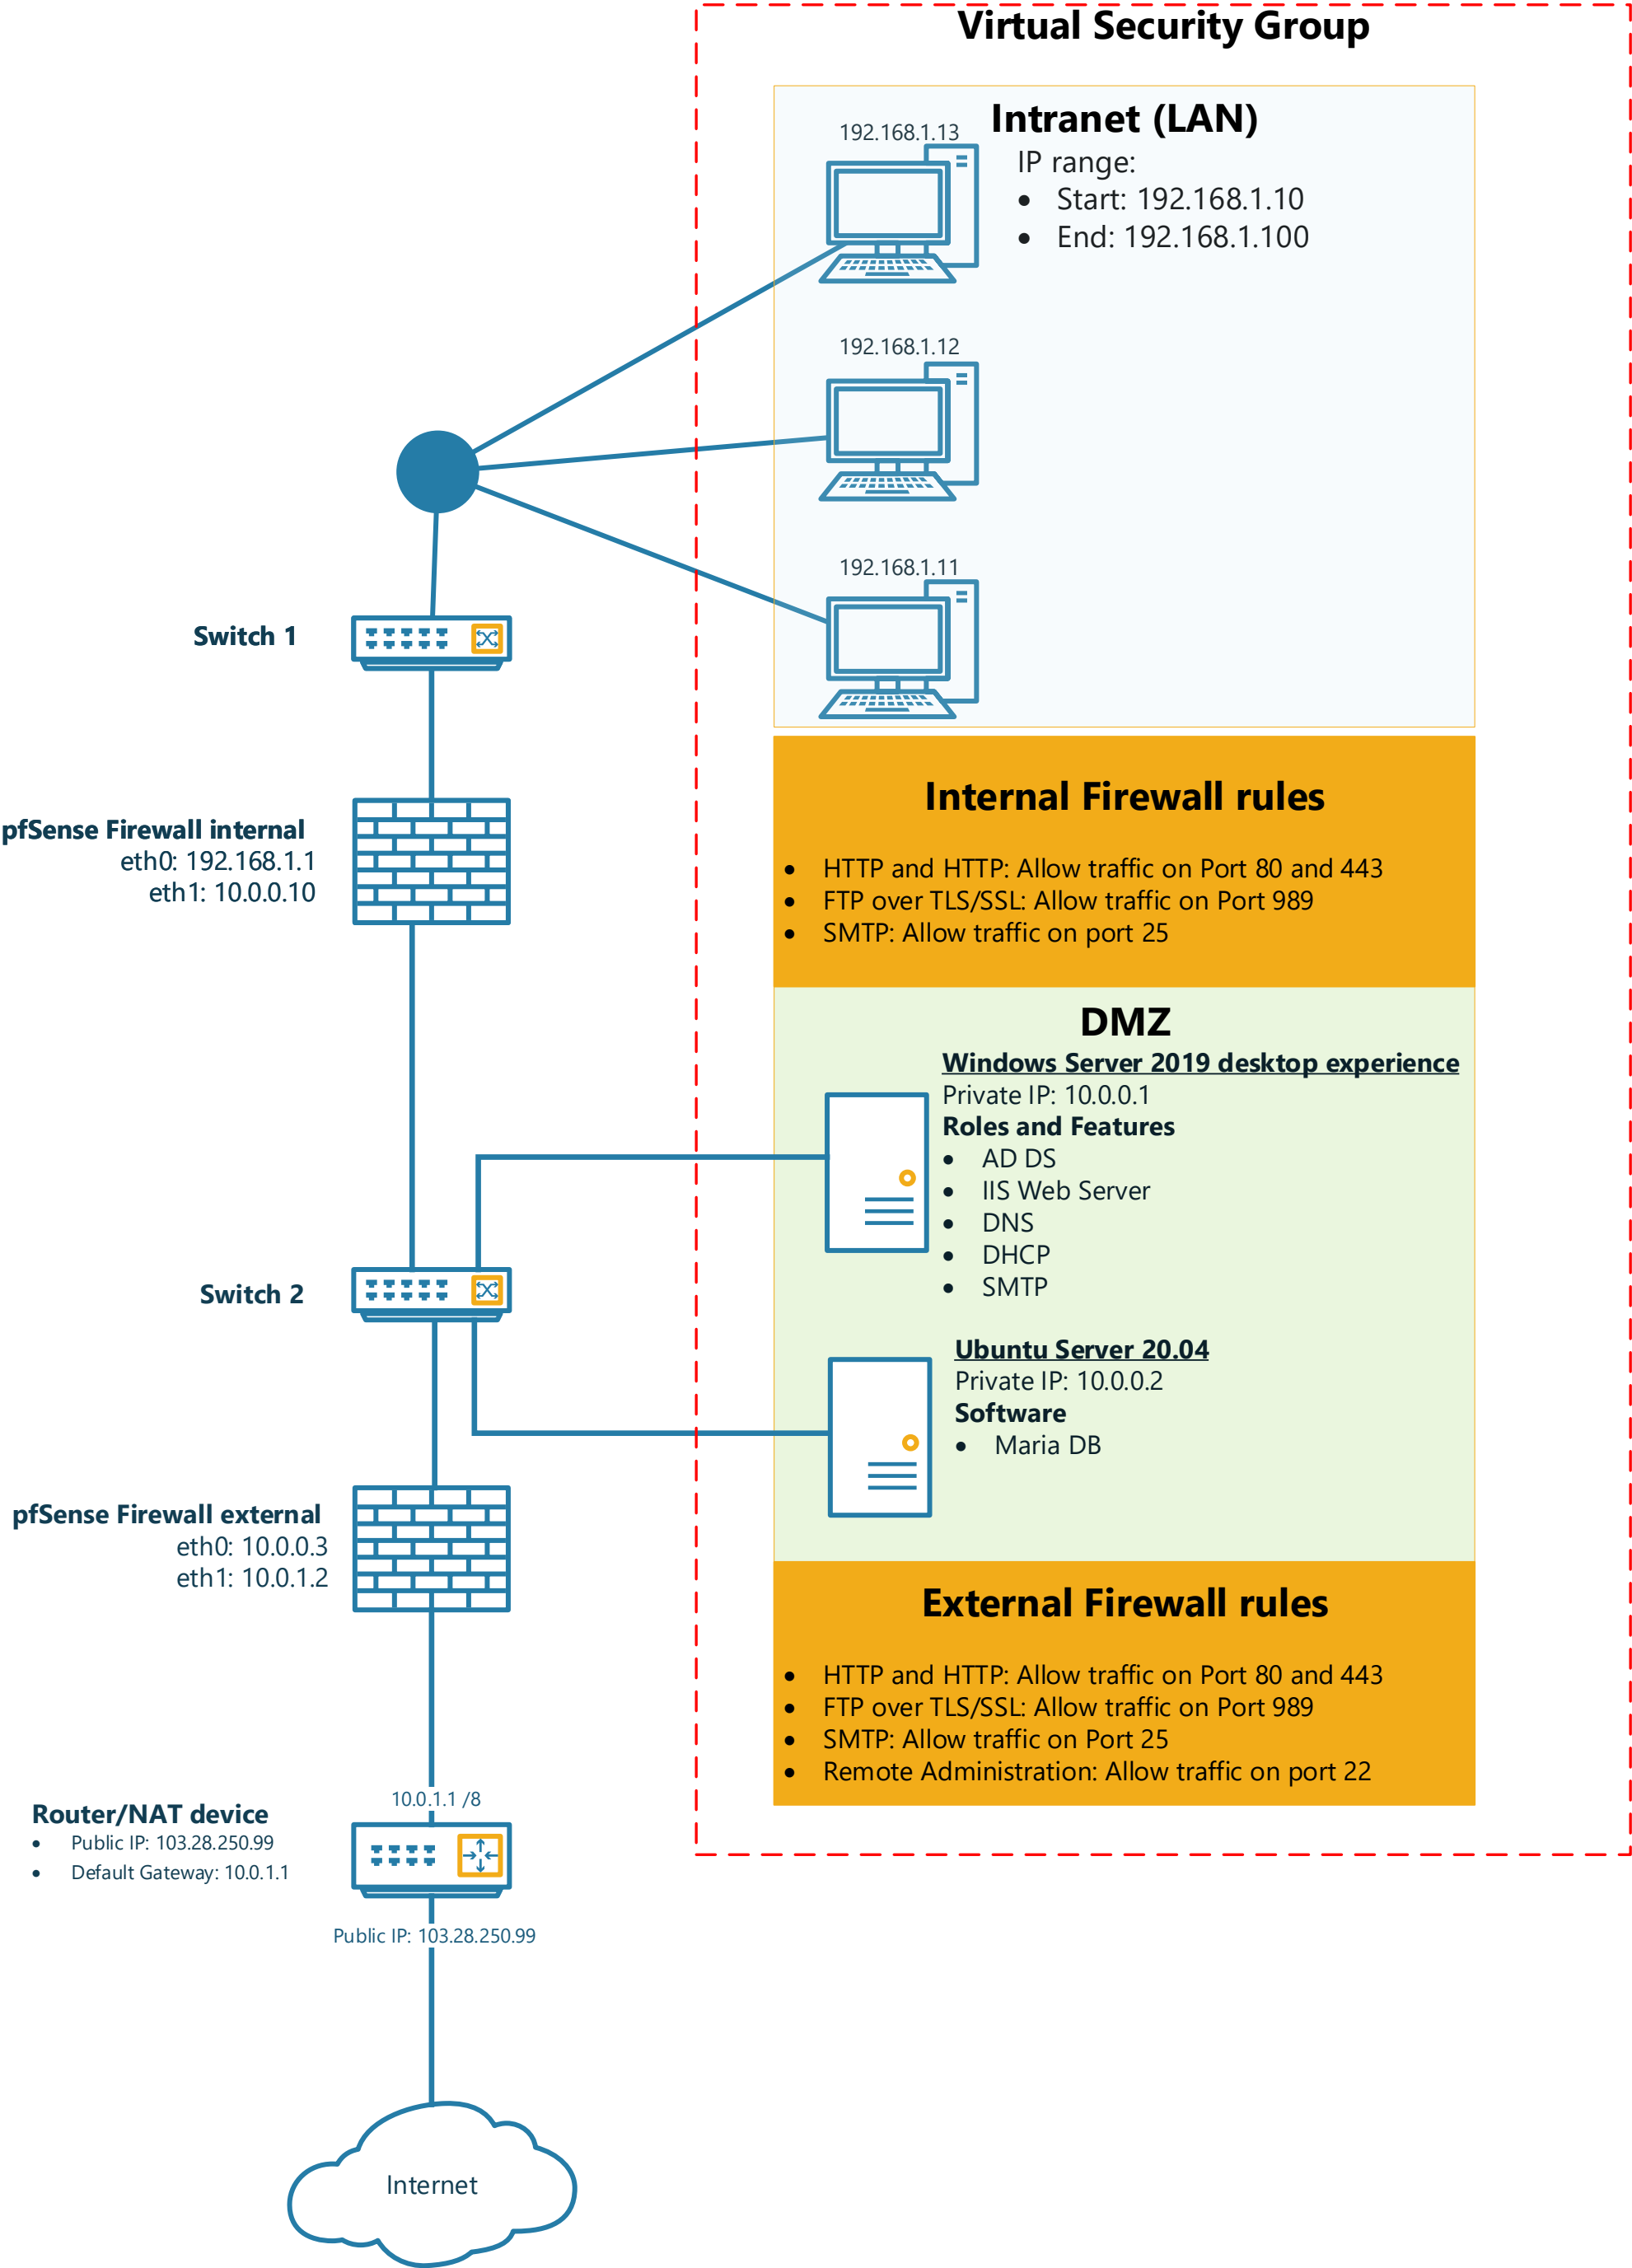 Virtual Security Group
Intranet (LAN)
IP range:
• Start: 192.168.1.10
• End: 192.168.1.100
192.168.1.13
192.168.1.12
192.168.1.11
Switch 1
pfSense Firewall internal
eth0: 192.168.1.1
eth1: 10.0.0.10
Internal Firewall rules
• HTTP and HTTP: Allow traffic on Port 80 and 443
• FTP over TLS/SSL: Allow traffic on Port 989
• SMTP: Allow traffic on port 25
DMZ
Windows Server 2019 desktop experience
Private IP: 10.0.0.1
Roles and Features
• AD DS
• IIS Web Server
• DNS
• DHCP
• SMTP
Switch 2
Ubuntu Server 20.04
Private IP: 10.0.0.2
Software
• Maria DB
pfSense Firewall external
eth0: 10.0.0.3
eth1: 10.0.1.2
External Firewall rules
• HTTP and HTTP: Allow traffic on Port 80 and 443
• FTP over TLS/SSL: Allow traffic on Port 989
• SMTP: Allow traffic on Port 25
• Remote Administration: Allow traffic on port 22
10.0.1.1 /8
Router/NAT device
• Public IP: 103.28.250.99
• Default Gateway: 10.0.1.1
Public IP: 103.28.250.99
Internet